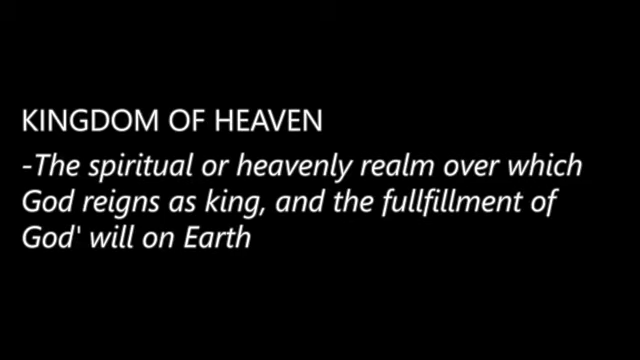 KINGDOM OF HEAVEN
-The spiritual or heavenly realm over which
God reigns as king, and the fullfillment of
God' will on Earth